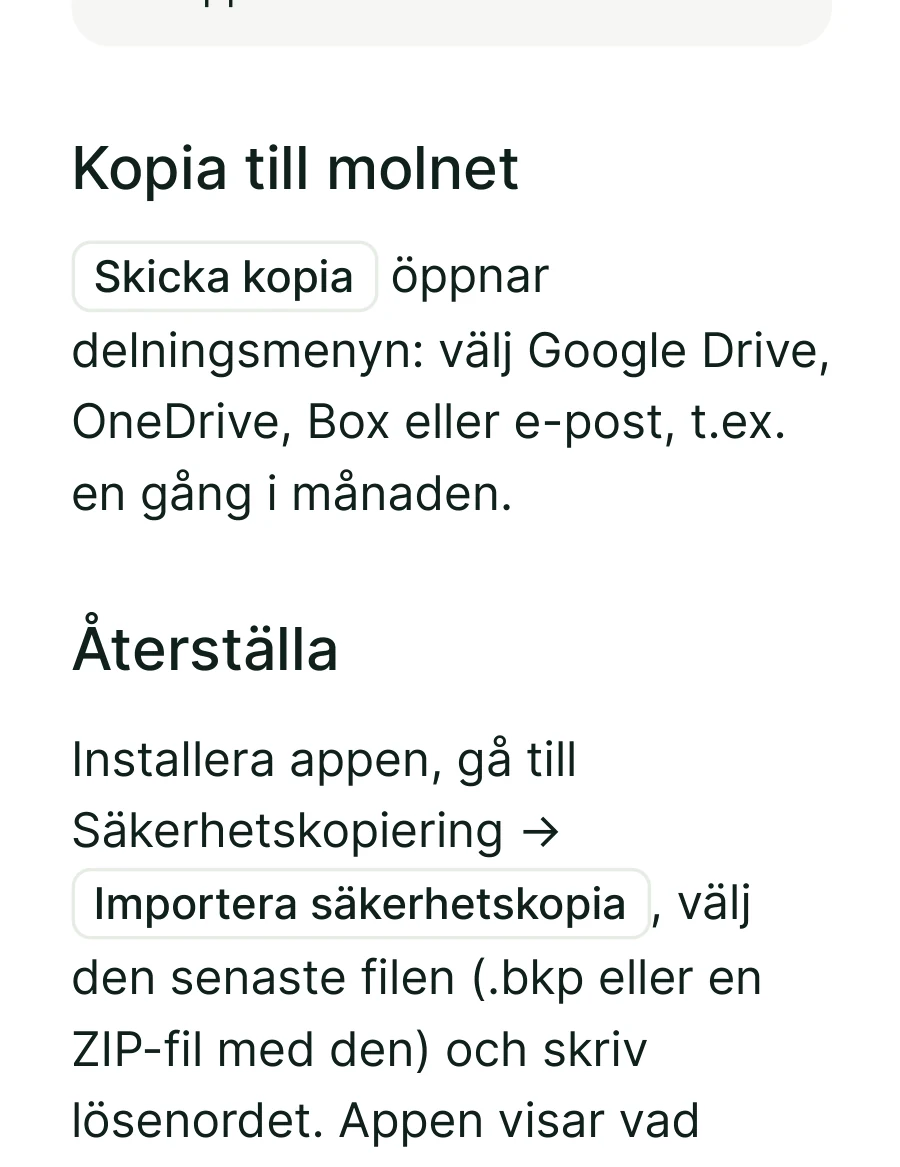 Kopia till molnet
Skicka kopia öppnar
delningsmenyn: välj Google Drive,
OneDrive, Box eller e-post, t.ex.
en gång i månaden.
Återställa
Installera appen, gå till
Säkerhetskopiering →
Importera säkerhetskopia, välj
den senaste filen (.bkp eller en
ZIP-fil med den) och skriv
lösenordet. Appen visar vad